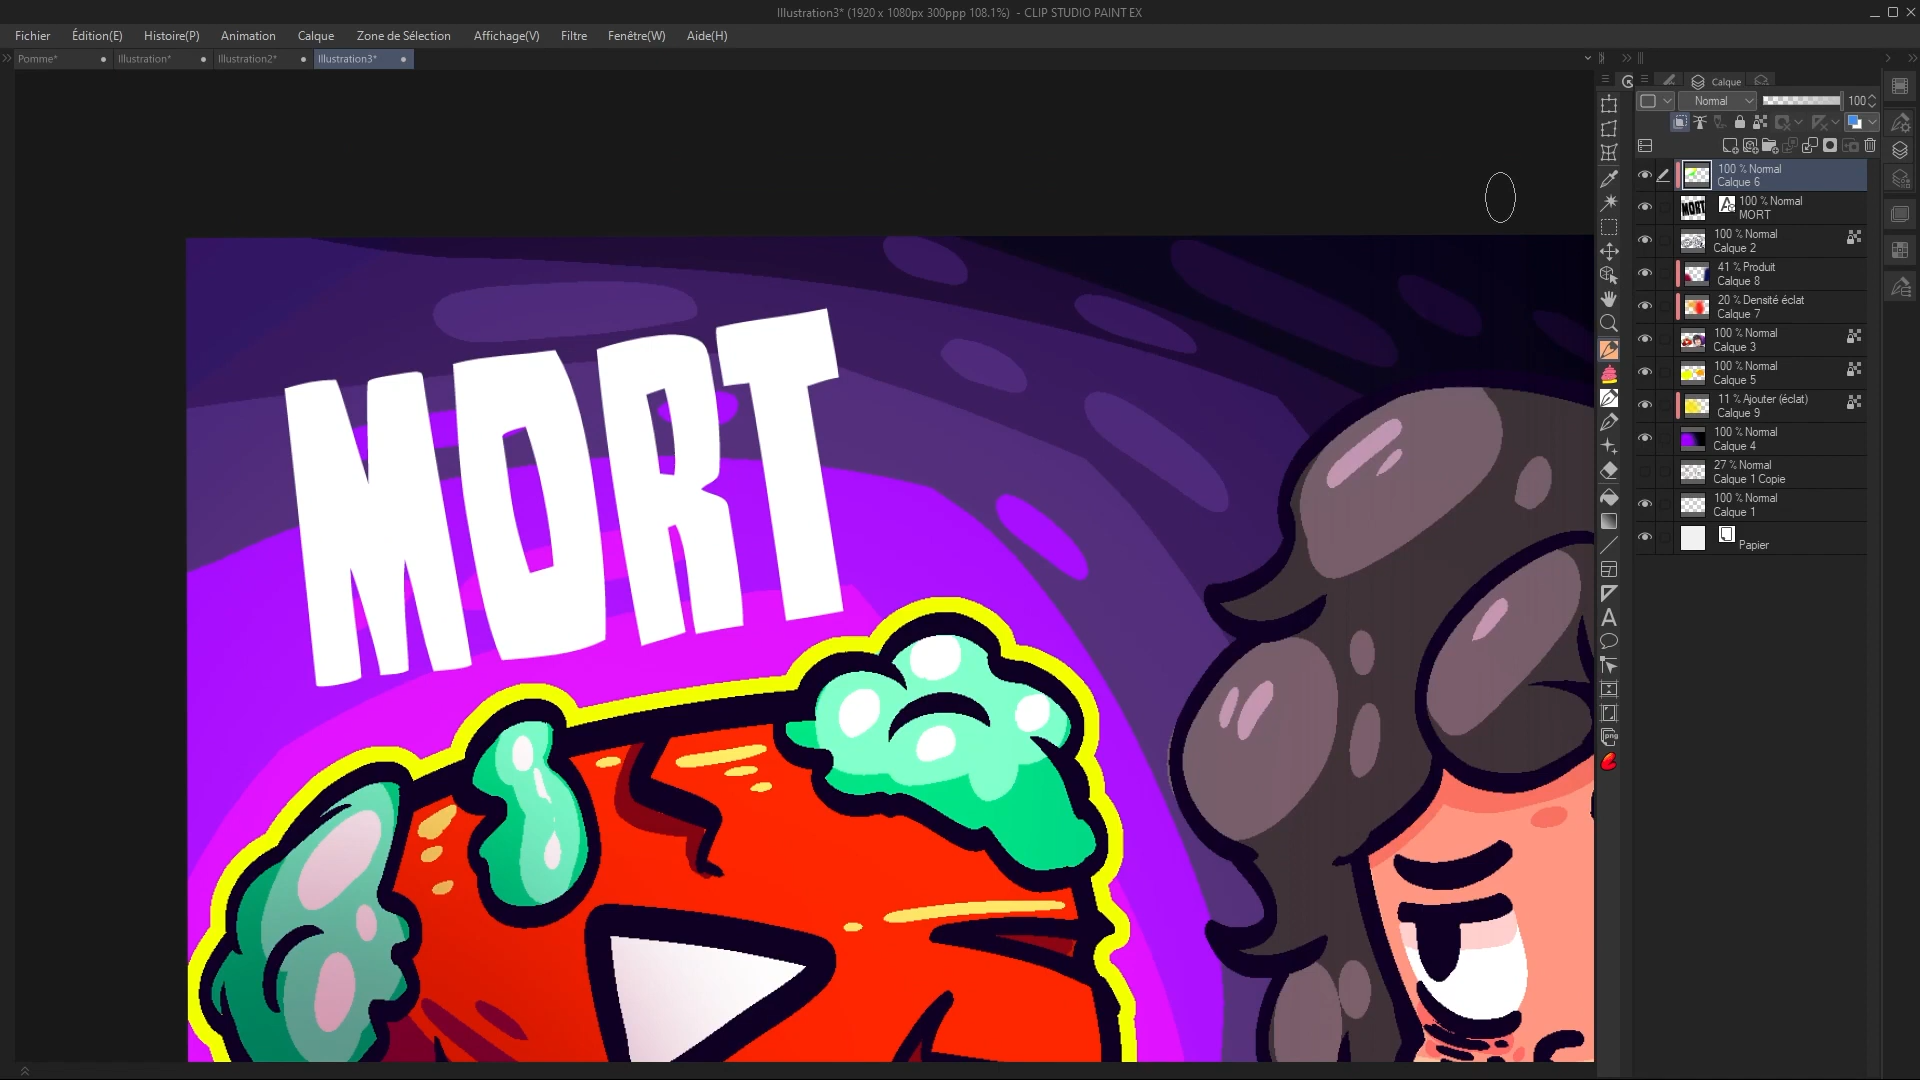 Illustration3* (1920 x 1080px 300ppp 108.1%) - CLIP STUDIO PAINT EX
Fichier Édition(E) Histoire(P) Animation Calque Zone de Sélection Affichage(V) Filtre Fenêtre(W) Aide(H)
Pomme* Illustration* Illustration2* Illustration3*
Calque
Normal 100
100 % Normal
Calque 6
100 % Normal
MORT
100 % Normal
Calque 2
41 % Produit
Calque 8
20 % Densité éclat
Calque 7
100 % Normal
Calque 3
100 % Normal
Calque 5
11 % Ajouter (éclat)
Calque 9
100 % Normal
Calque 4
27 % Normal
Calque 1 Copie
100 % Normal
Calque 1
Papier
MORT
png